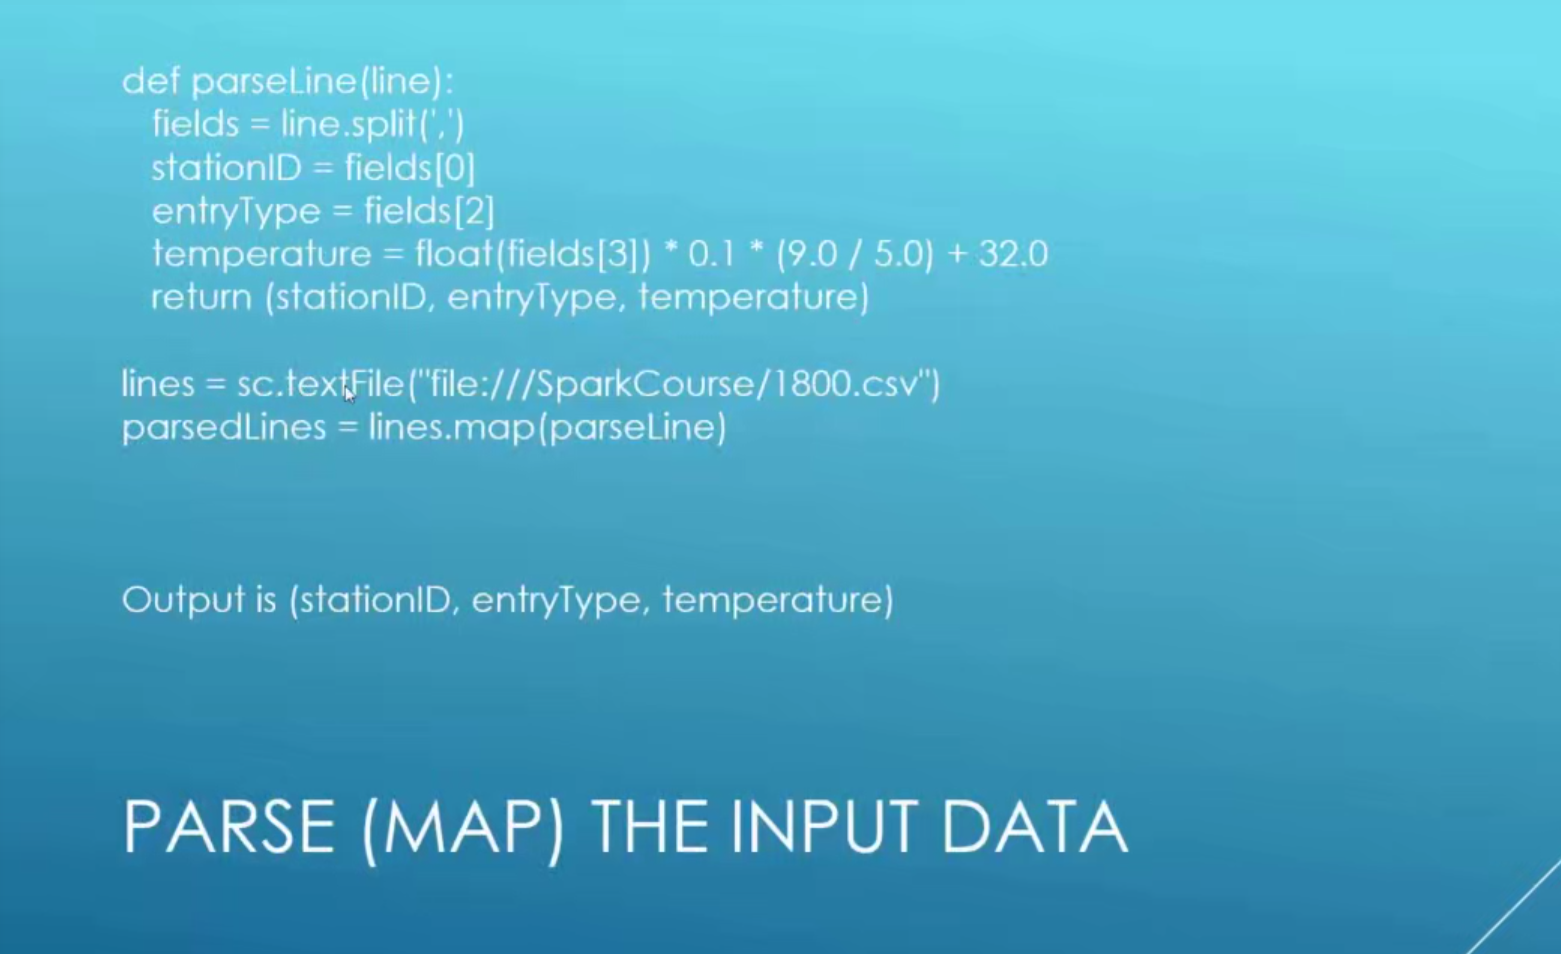 def parseLine(line):
fields = line.split(',')
stationID = fields[0]
entryType = fields[2]
temperature = float(fields[3]) * 0.1 * (9.0 / 5.0) + 32.0
return (stationID, entryType, temperature)
lines = sc.textFile("file:///SparkCourse/1800.csv")
parsedLines = lines.map(parseLine)
Output is (stationID, entryType, temperature)
PARSE (MAP) THE INPUT DATA